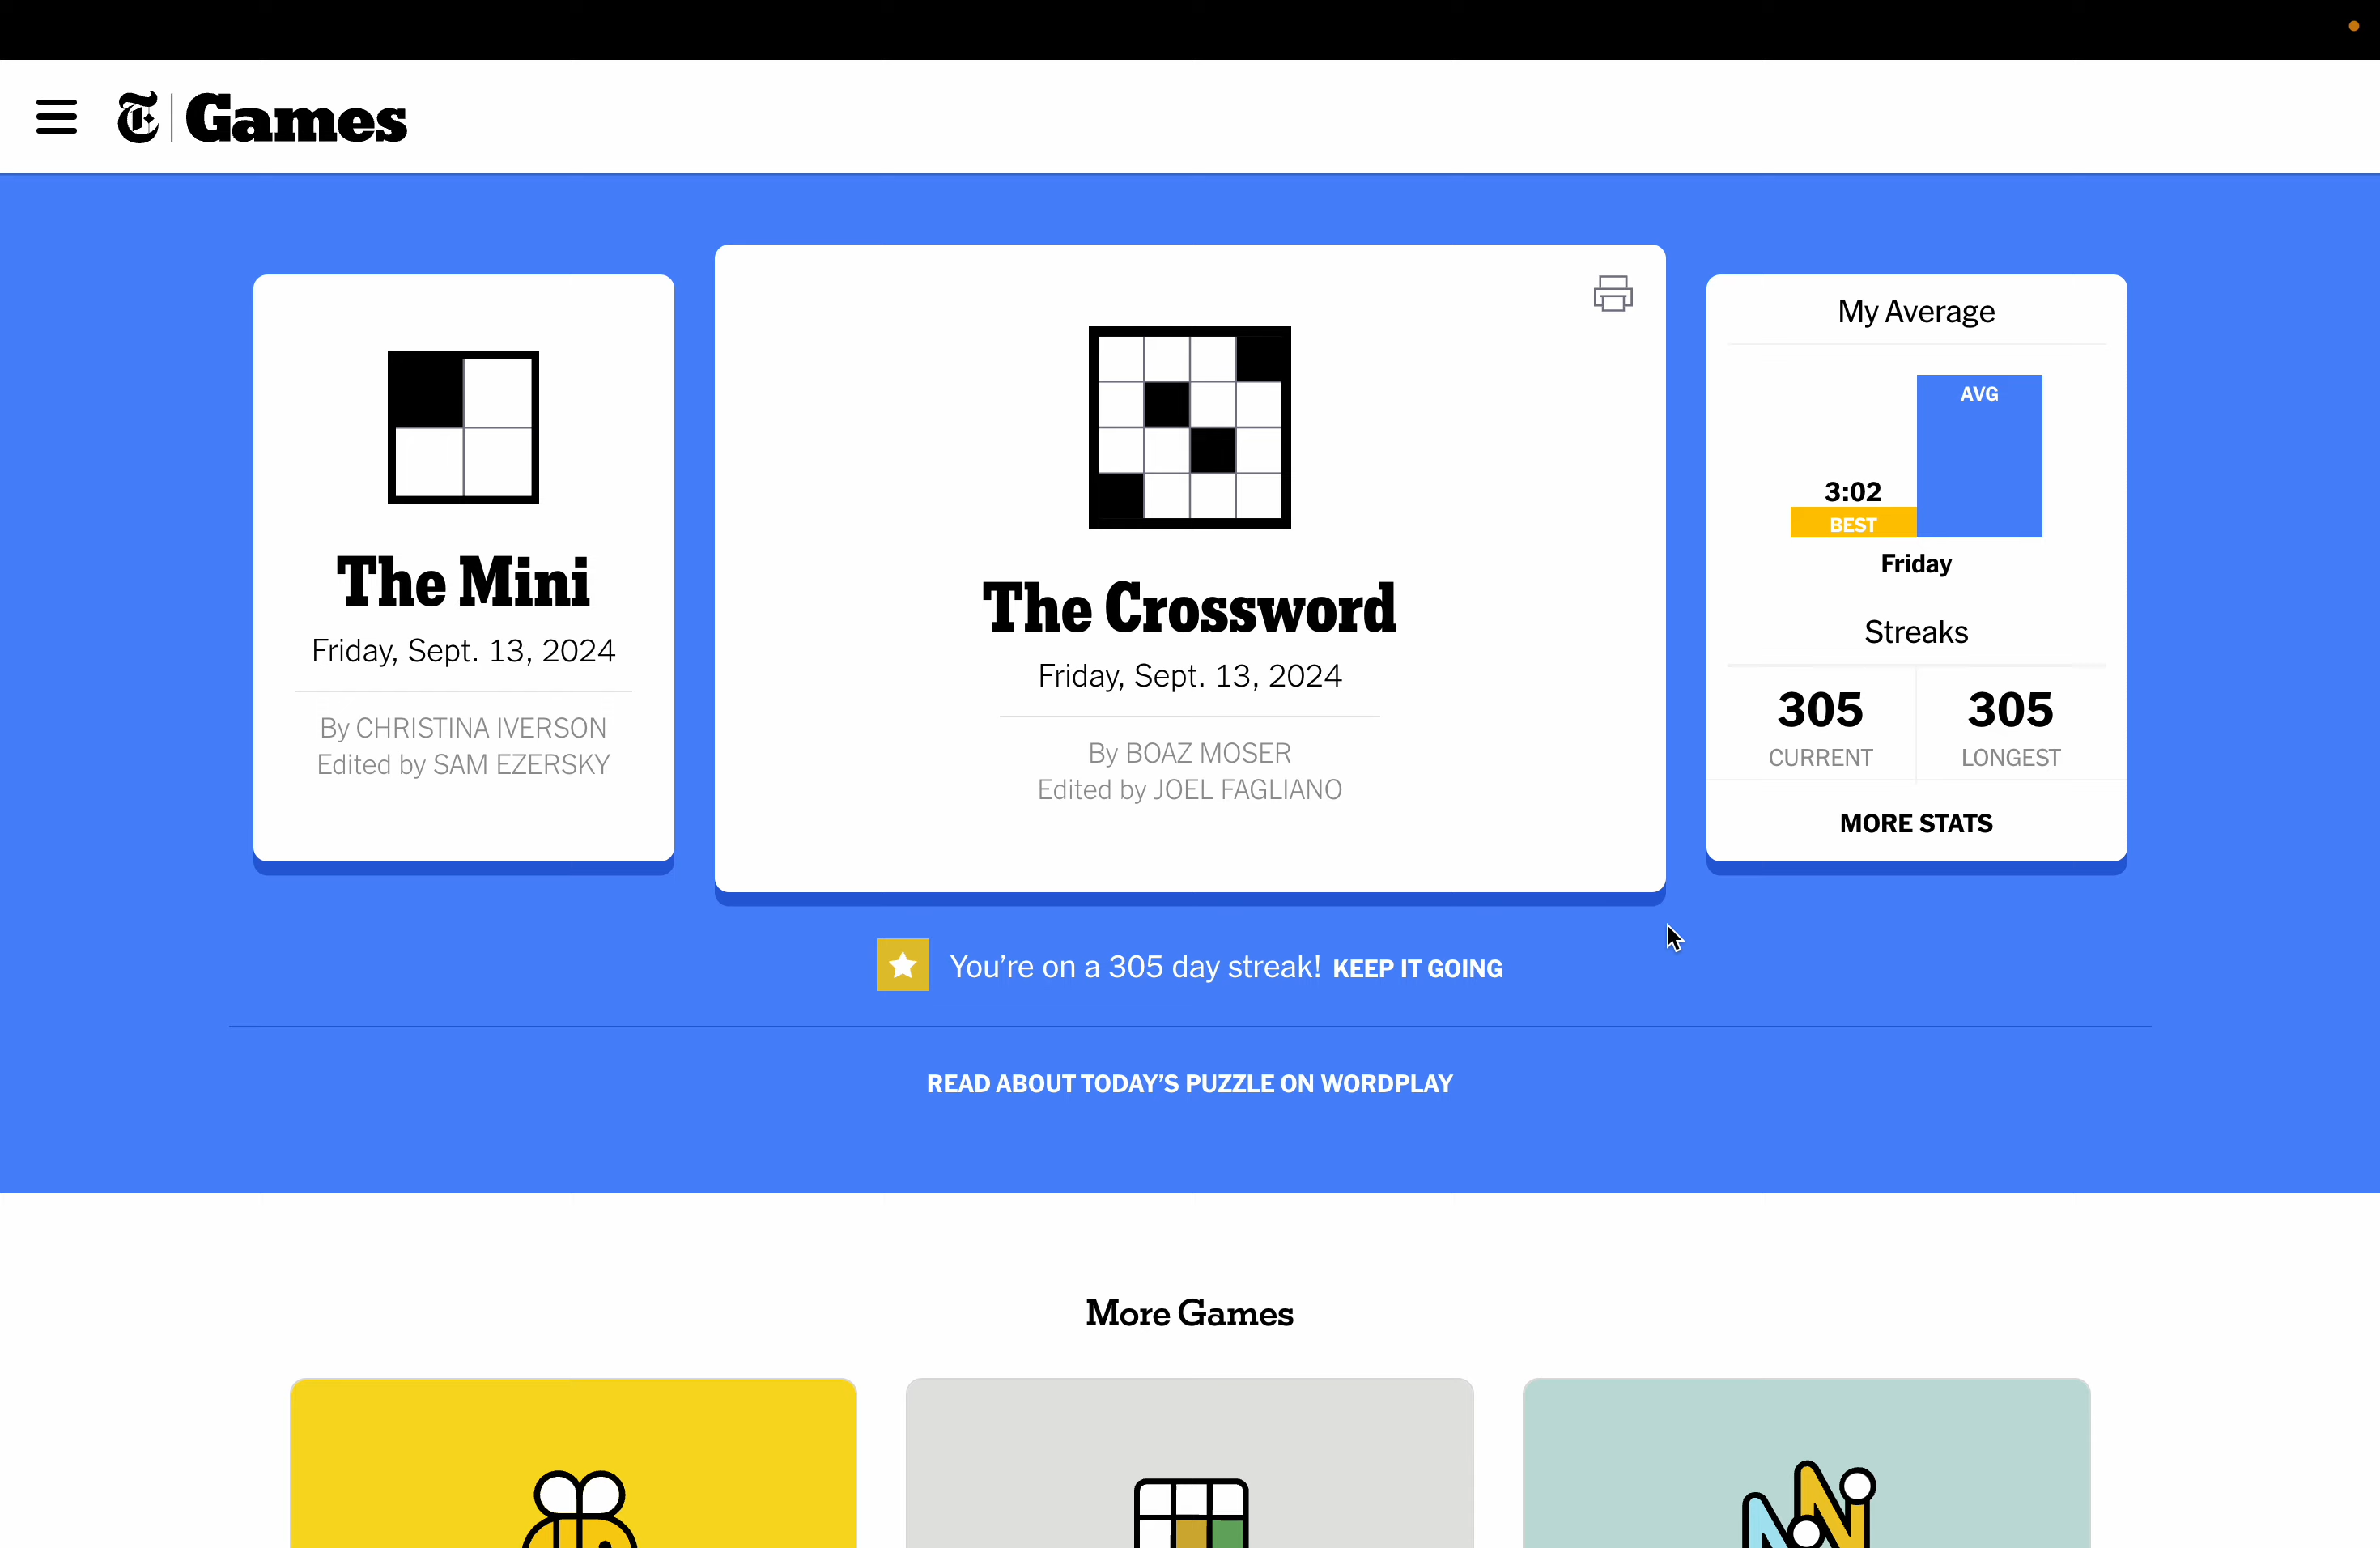 T Games
The Mini
Friday, Sept. 13, 2024
By CHRISTINA IVERSON
Edited by SAM EZERSKY
The Crossword
Friday, Sept. 13, 2024
By BOAZ MOSER
Edited by JOEL FAGLIANO
My Average
AVG
3:02
BEST
Friday
Streaks
305
CURRENT
305
LONGEST
MORE STATS
You’re on a 305 day streak! KEEP IT GOING
READ ABOUT TODAY’S PUZZLE ON WORDPLAY
More Games